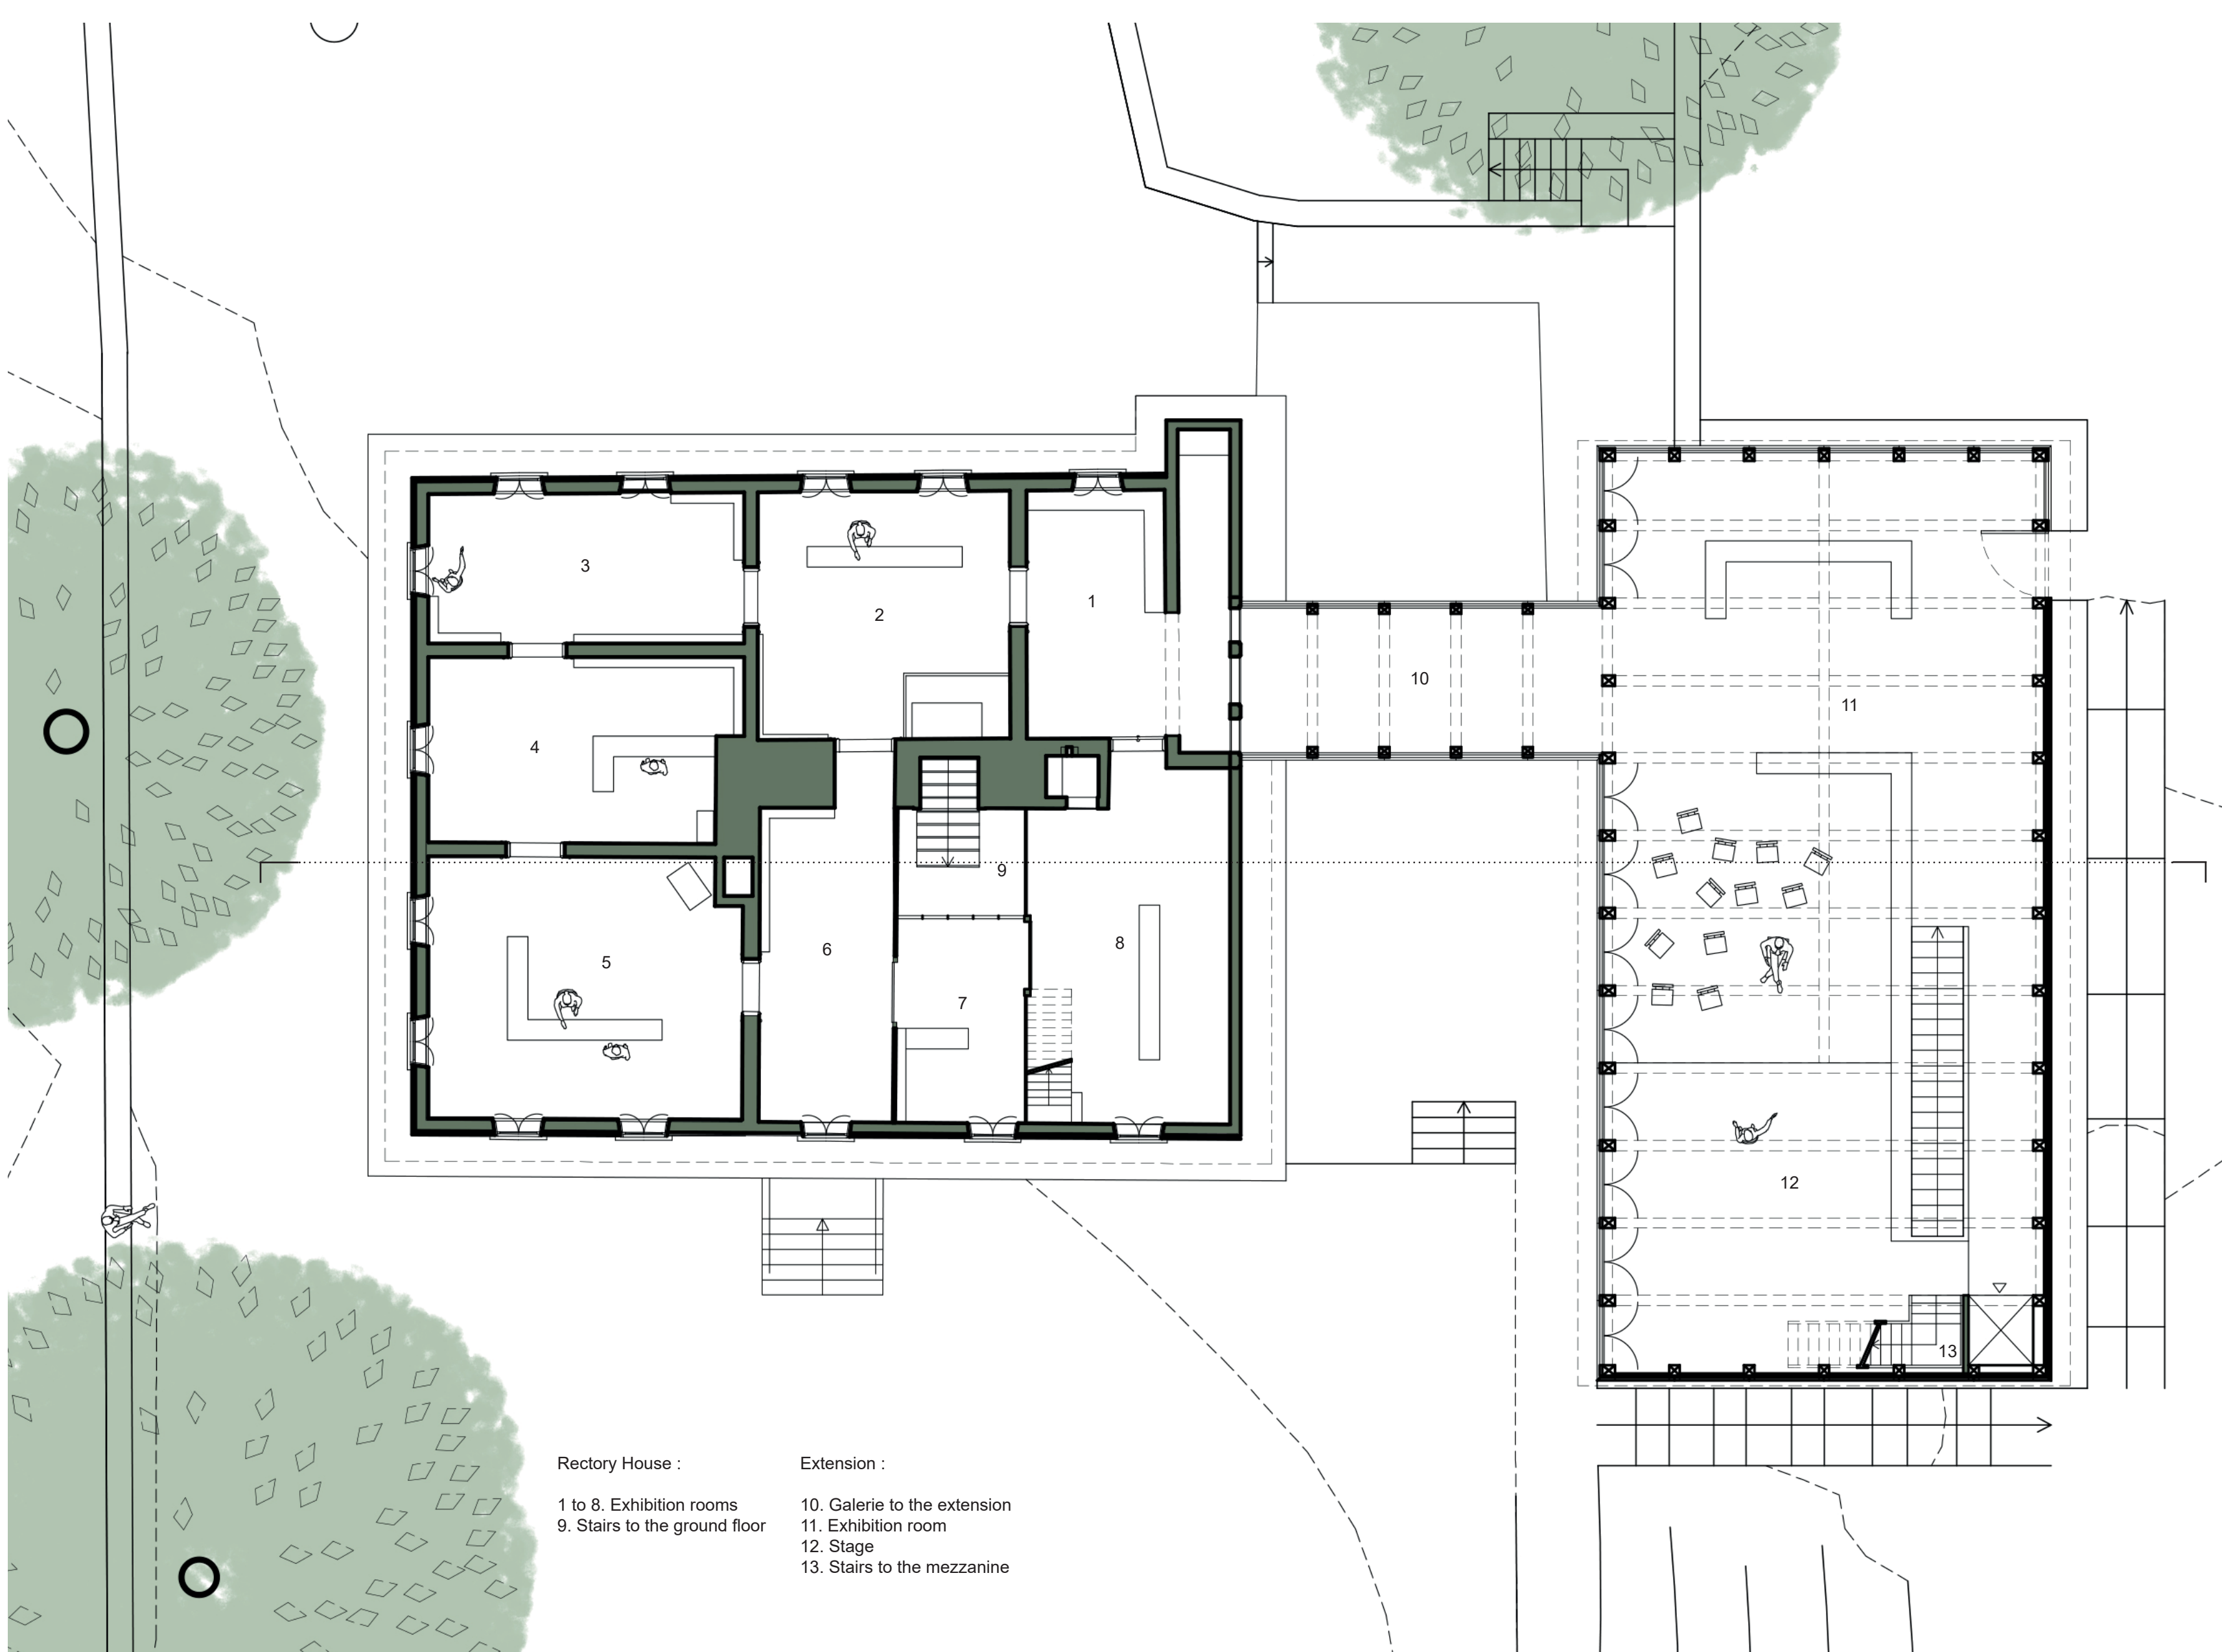 3
2
1
10
11
4
9
6
8
5
7
12
13
Rectory House :
1 to 8. Exhibition rooms
9. Stairs to the ground floor
Extension :
10. Galerie to the extension
11. Exhibition room
12. Stage
13. Stairs to the mezzanine